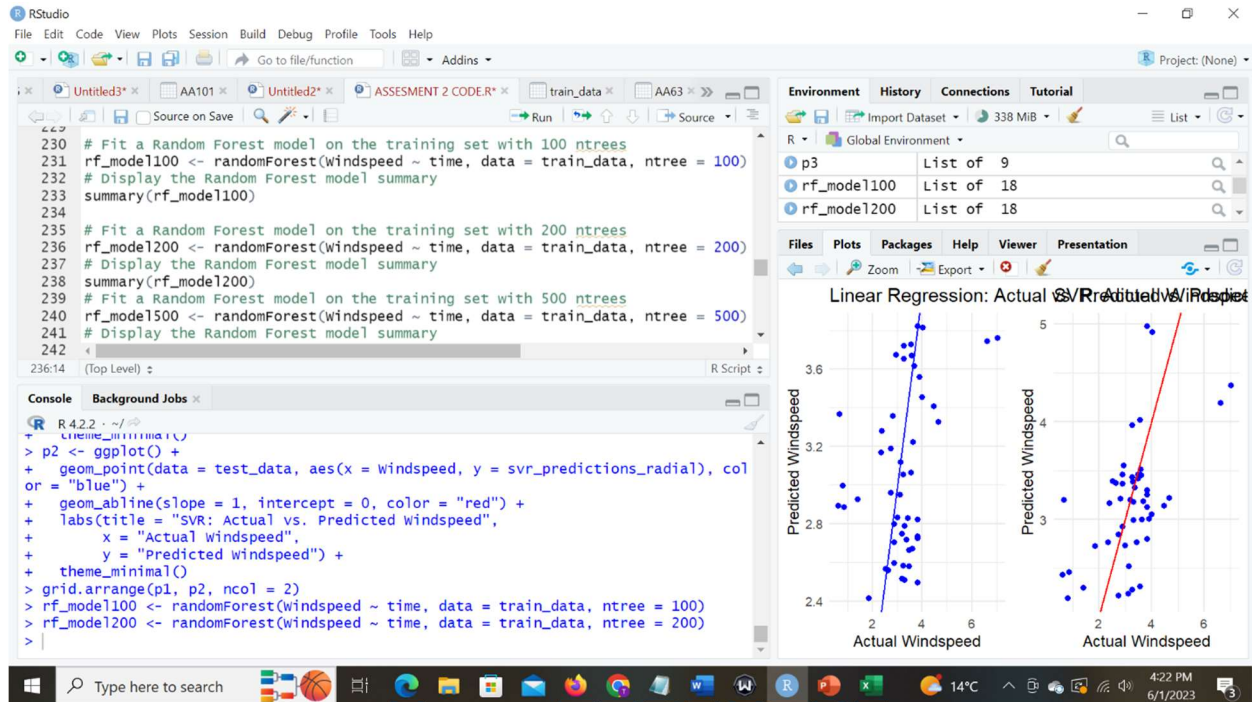 RStudio
File Edit Code View Plots Session Build Debug Profile Tools Help
Go to file/function
Addins
Project: (None)
Untitled3*
AA101
Untitled2*
ASSESMENT 2 CODE.R*
train_data
AA63
Source on Save
Run
Source
229
230 # Fit a Random Forest model on the training set with 100 ntrees
231 rf_model100 <- randomForest(Windspeed ~ time, data = train_data, ntree = 100)
232 # Display the Random Forest model summary
233 summary(rf_model100)
234
235 # Fit a Random Forest model on the training set with 200 ntrees
236 rf_model200 <- randomForest(Windspeed ~ time, data = train_data, ntree = 200)
237 # Display the Random Forest model summary
238 summary(rf_model200)
239 # Fit a Random Forest model on the training set with 500 ntrees
240 rf_model500 <- randomForest(Windspeed ~ time, data = train_data, ntree = 500)
241 # Display the Random Forest model summary
242
236:14 (Top Level) R Script
Console Background Jobs
R 4.2.2 · ~/
+ theme_minimal()
> p2 <- ggplot() +
+ geom_point(data = test_data, aes(x = Windspeed, y = svr_predictions_radial), col
or = "blue") +
+ geom_abline(slope = 1, intercept = 0, color = "red") +
+ labs(title = "SVR: Actual vs. Predicted Windspeed",
+ x = "Actual Windspeed",
+ y = "Predicted Windspeed") +
+ theme_minimal()
> grid.arrange(p1, p2, ncol = 2)
> rf_model100 <- randomForest(Windspeed ~ time, data = train_data, ntree = 100)
> rf_model200 <- randomForest(Windspeed ~ time, data = train_data, ntree = 200)
>
Environment History Connections Tutorial
Import Dataset
338 MiB
List
R Global Environment
p3 List of 9
rf_model100 List of 18
rf_model200 List of 18
Files Plots Packages Help Viewer Presentation
Zoom Export
Linear Regression: Actual
3.6
3.2
2.8
2.4
Predicted Windspeed
2 4 6
Actual Windspeed
5
4
3
Predicted Windspeed
2 4 6
Actual Windspeed
Type here to search
14°C
4:22 PM
6/1/2023
3